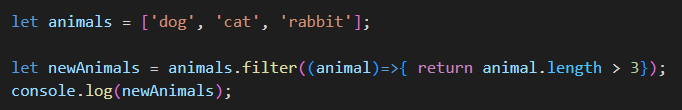 let animals = ['dog', 'cat', 'rabbit'];
let newAnimals = animals.filter((animal)=>{ return animal.length > 3});
console.log(newAnimals);